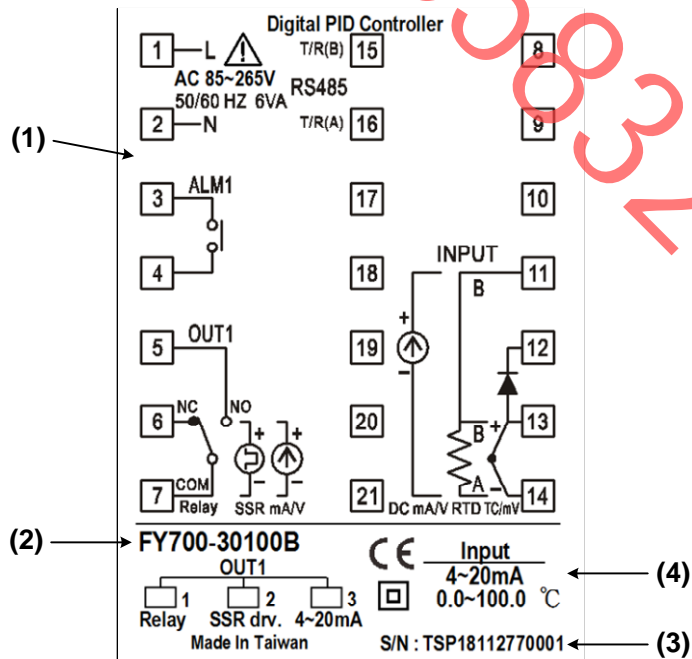 Digital PID Controller
1 L T/R(B) 15 8
AC 85~265V
50/60 HZ 6VA RS485
2 N T/R(A) 16 9
(1)
3 ALM1 17 10
INPUT
4 18 B 11
+
5 OUT1 19 12
-
6 NC NO + + 20 B + 13
- - A -
7 COM 21 14
Relay SSR mA/V DC mA/V RTD TC/mV
(2) FY700-30100B
CE Input
OUT1 4~20mA (4)
1 2 3 0.0~100.0 ℃
Relay SSR drv. 4~20mA
Made In Taiwan S/N : TSP18112770001 (3)
5832